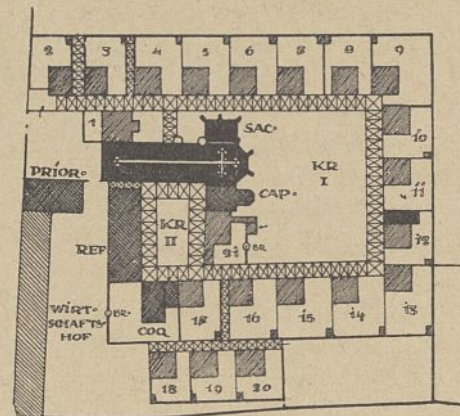 2 3 4 5 6 7 8 9
1
SAC.
10
PRIOR.
KR
I
CAP.
11
KR
II
REF
21
BR.
12
WIRT-
SCHAFTS-
HOF
BR.
COQ
17 16 15 14 13
18 19 20